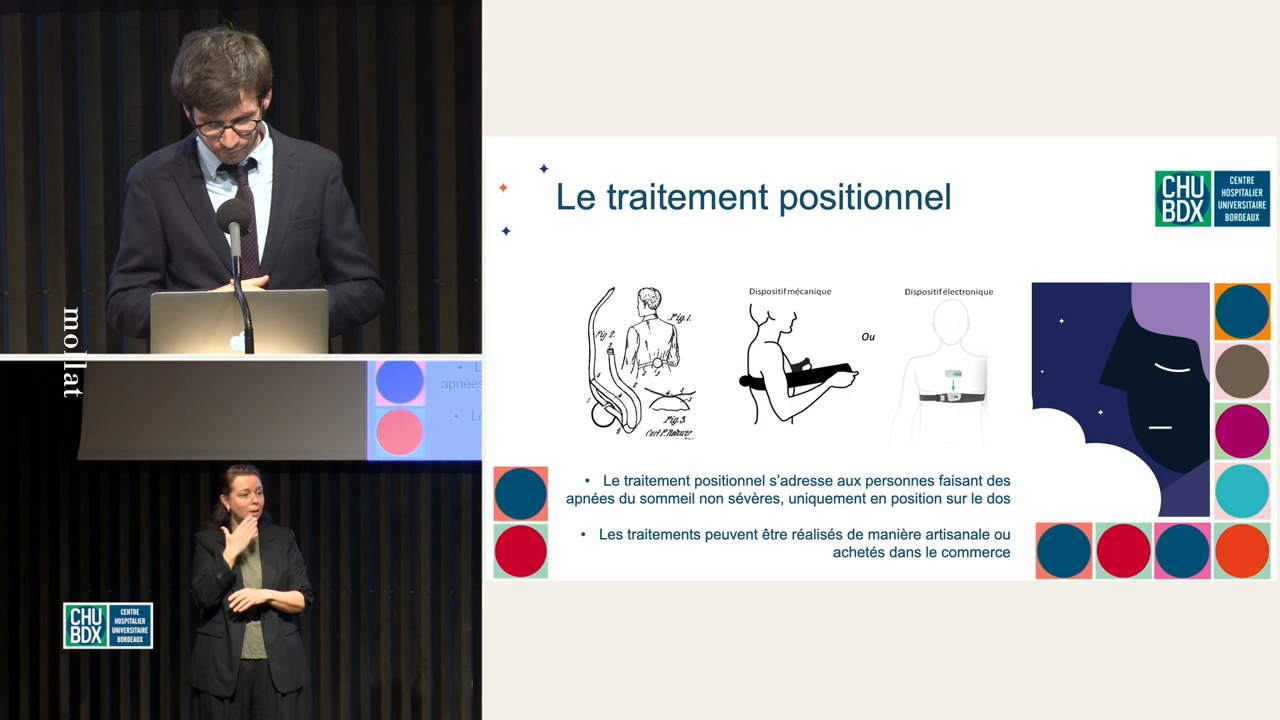 mollat
apnées
CHU
BDX
CENTRE
HOSPITALIER
UNIVERSITAIRE
BORDEAUX
Le traitement positionnel
CHU
BDX
CENTRE
HOSPITALIER
UNIVERSITAIRE
BORDEAUX
Fig. 1.
Fig 2.
Fig. 3.
Dispositif mécanique
Ou
Dispositif électronique
• Le traitement positionnel s’adresse aux personnes faisant des
apnées du sommeil non sévères, uniquement en position sur le dos
• Les traitements peuvent être réalisés de manière artisanale ou
achetés dans le commerce